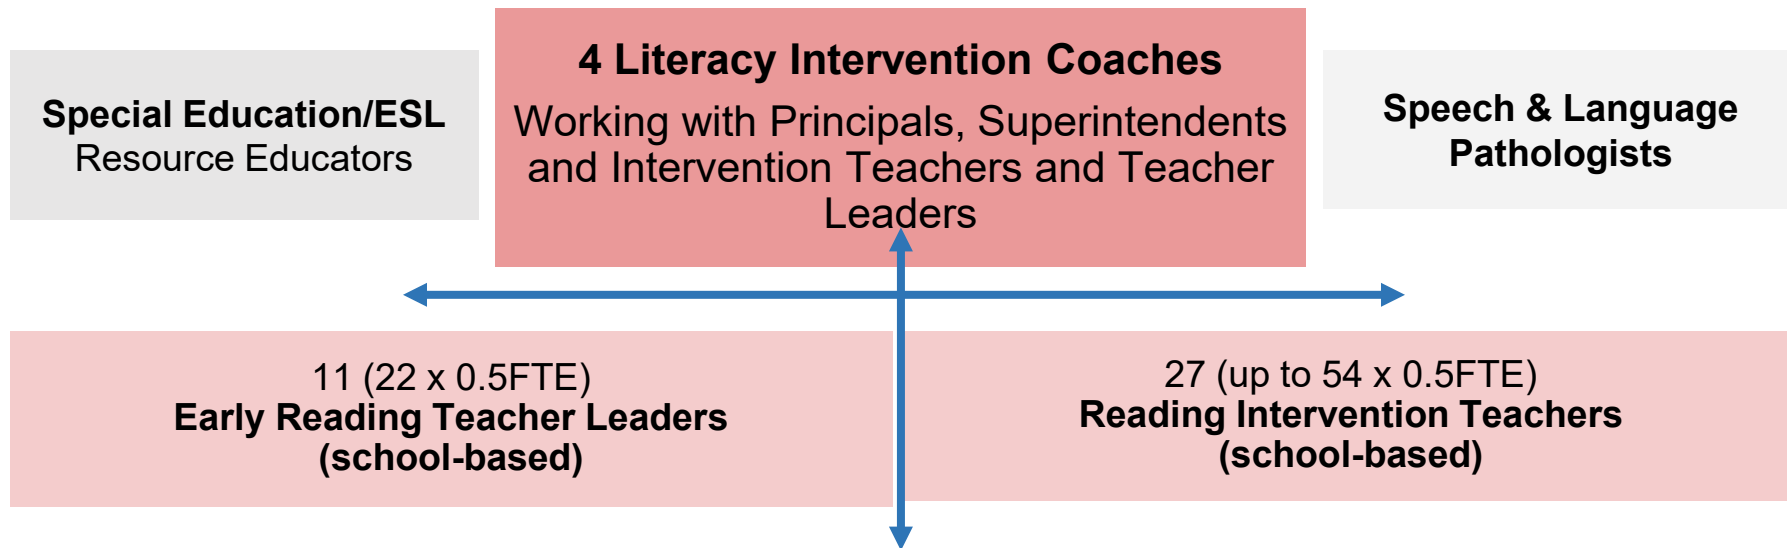 Special Education/ESL
Resource Educators
4 Literacy Intervention Coaches
Working with Principals, Superintendents
and Intervention Teachers and Teacher
Leaders
Speech & Language
Pathologists
11 (22 x 0.5FTE)
Early Reading Teacher Leaders
(school-based)
27 (up to 54 x 0.5FTE)
Reading Intervention Teachers
(school-based)